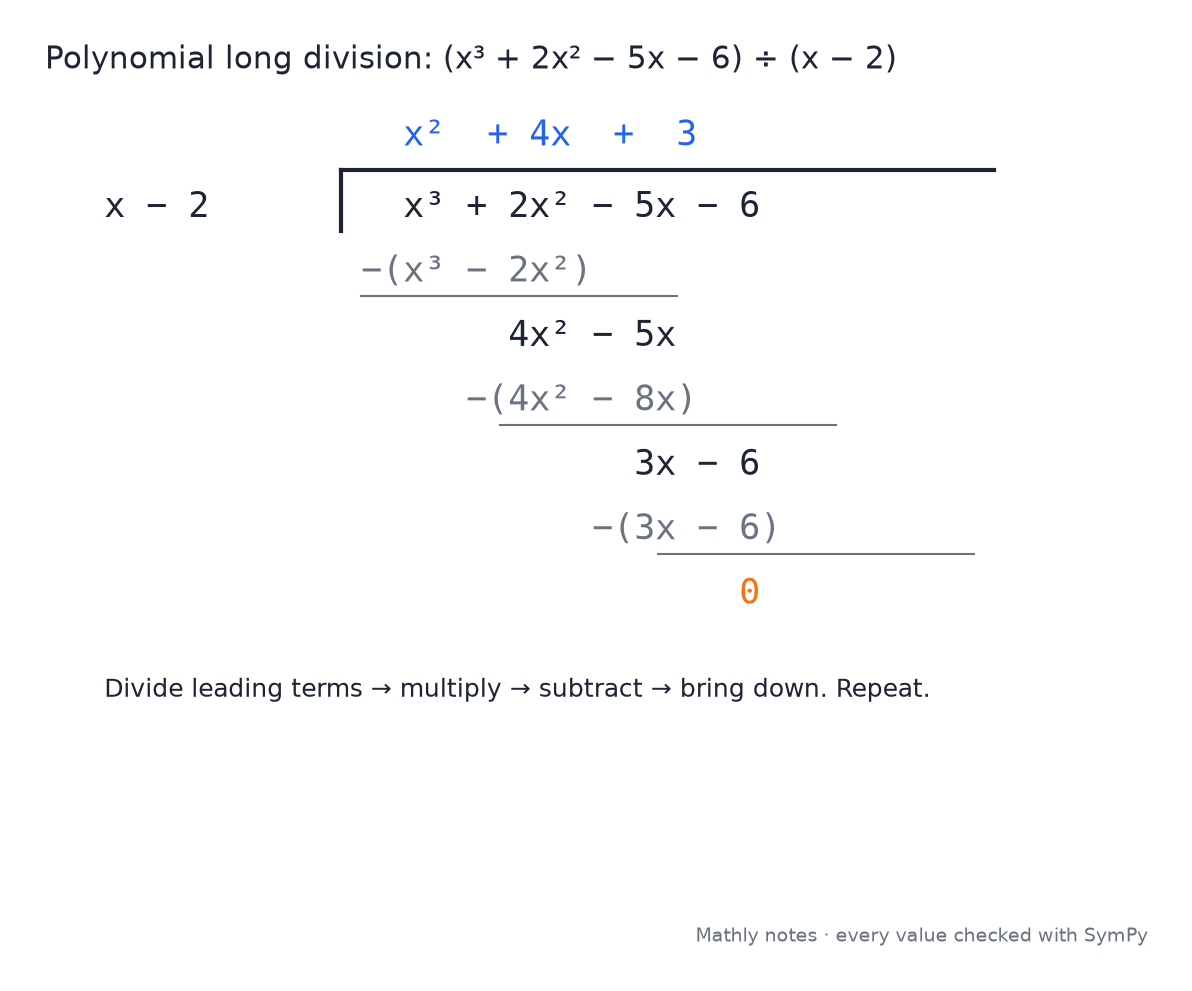 Polynomial long division: (x³ + 2x² − 5x − 6) ÷ (x − 2)
x² + 4x + 3
x − 2 x³ + 2x² − 5x − 6
−(x³ − 2x²)
4x² − 5x
−(4x² − 8x)
3x − 6
−(3x − 6)
0
Divide leading terms → multiply → subtract → bring down. Repeat.
Mathly notes · every value checked with SymPy